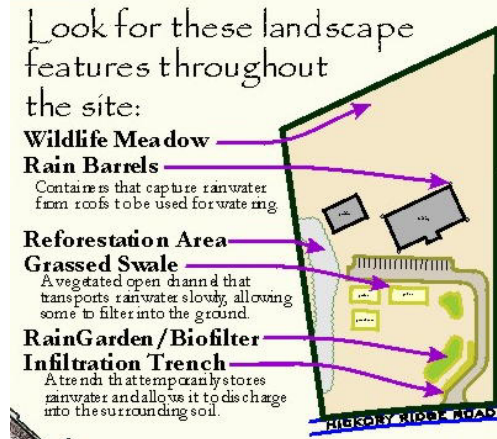 Look for these landscape
features throughout
the site:
Wildlife Meadow
Rain Barrels
Containers that capture rainwater
from roofs to be used for watering.
Reforestation Area
Grassed Swale
A vegetated open channel that
transports rainwater slowly, allowing
some to filter into the ground.
RainGarden/Biofilter
Infiltration Trench
A trench that temporarily stores
rainwater and allows it to discharge
into the surrounding soil.
HICKORY RIDGE ROAD